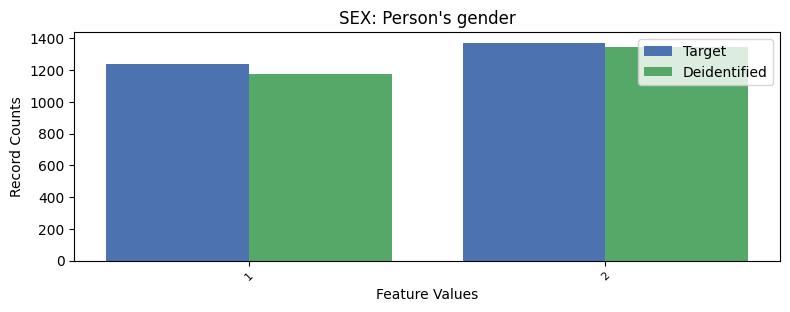 SEX: Person's gender
Target
Deidentified
Record Counts
1400
1200
1000
800
600
400
200
0
1
2
Feature Values